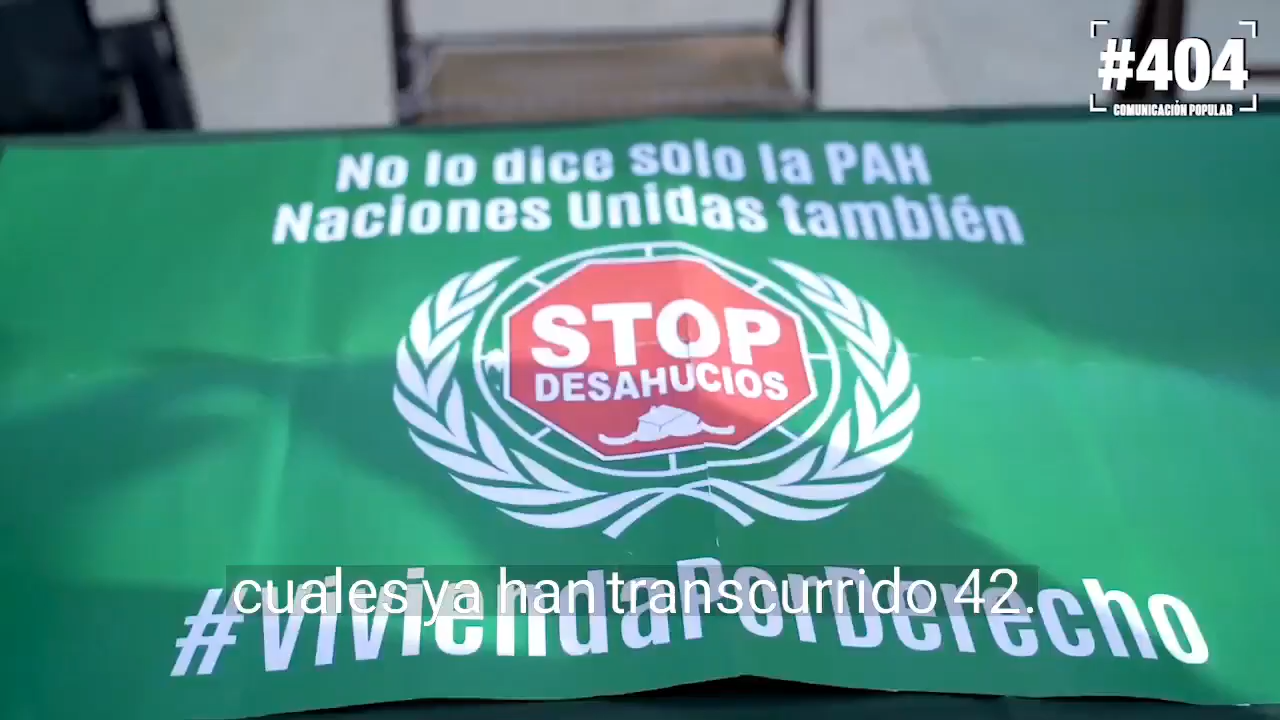 #404
COMUNICACIÓN POPULAR
No lo dice solo la PAH
Naciones Unidas también
STOP
DESAHUCIOS
cuales ya han transcurrido 42.
#ViviendaPorDerecho